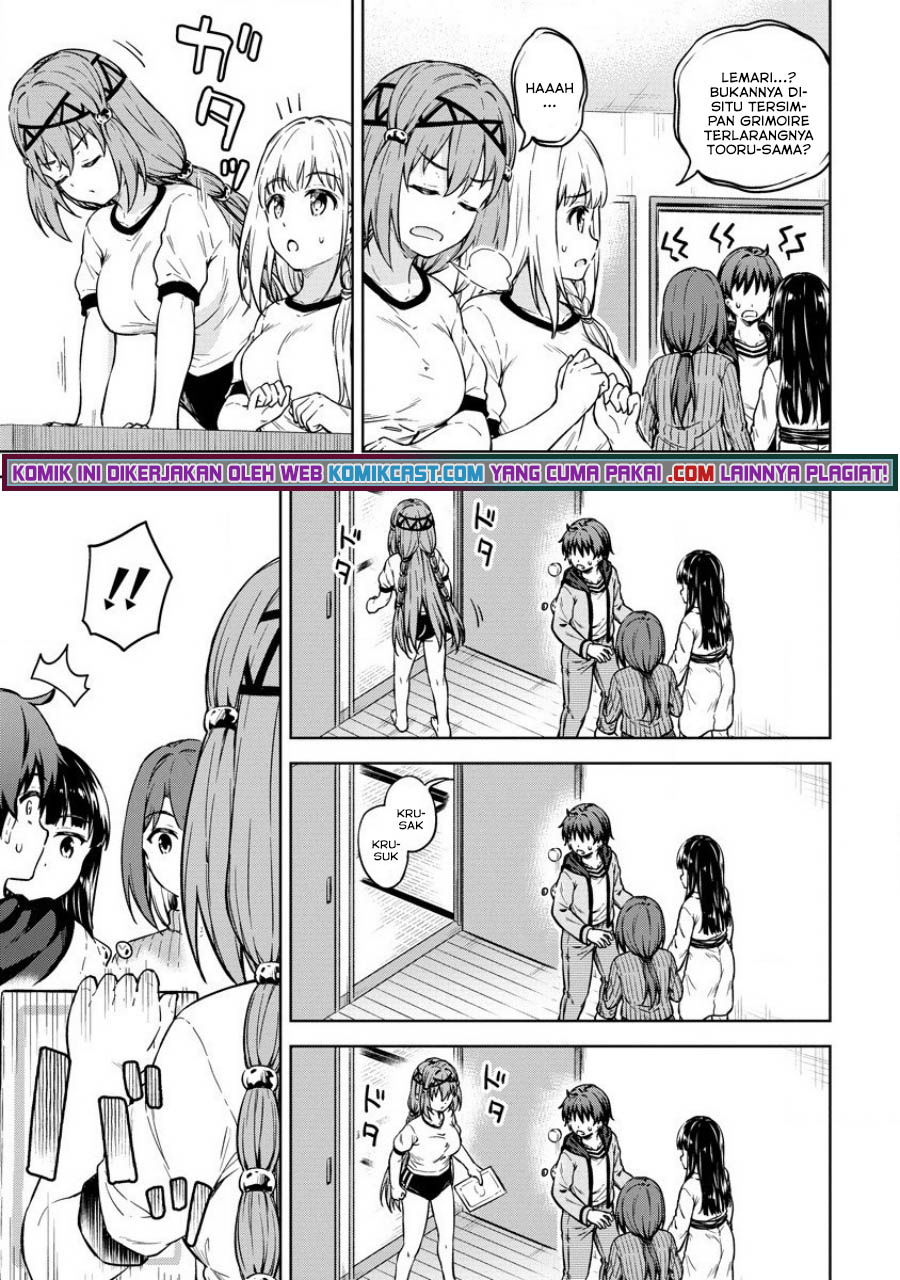 LEMARI...?
BUKANNYA DI-
SITU TERSIM-
PAN GRIMOIRE
TERLARANGNYA
TOORU-SAMA?
HAAAH
...
ガタッ
KOMIK INI DIKERJAKAN OLEH WEB KOMIKCAST.COM YANG CUMA PAKAI .COM LAINNYA PLAGIAT!
ドタ
ドタ
KRU-
SAK
KRU-
SUK
ドタ
ドタ
!!